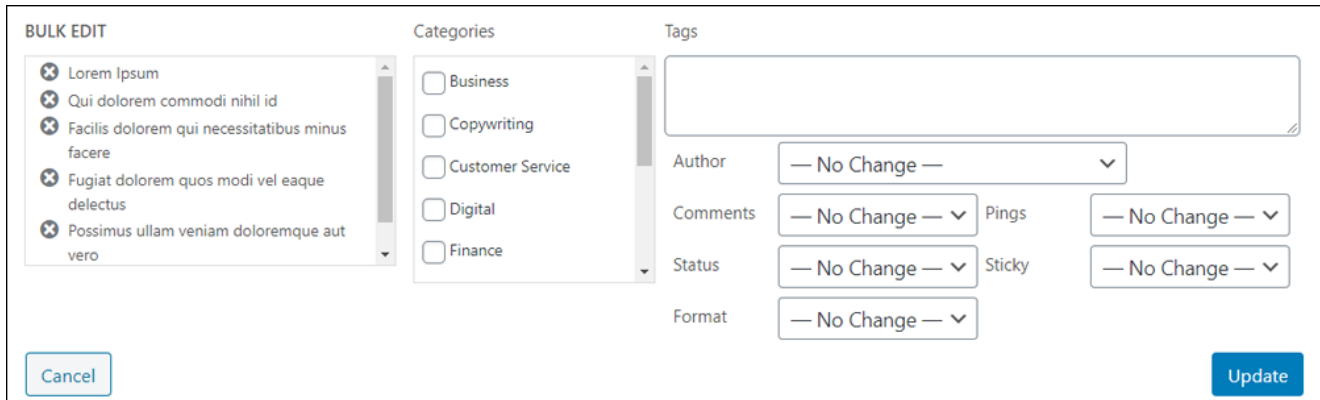 BULK EDIT
Lorem Ipsum
Qui dolorem commodi nihil id
Facilis dolorem qui necessitatibus minus
facere
Fugiat dolorem quos modi vel eaque
delectus
Possimus ullam veniam doloremque aut
vero
Categories
Business
Copywriting
Customer Service
Digital
Finance
Tags
Author — No Change —
Comments — No Change — Pings — No Change —
Status — No Change — Sticky — No Change —
Format — No Change —
Cancel
Update